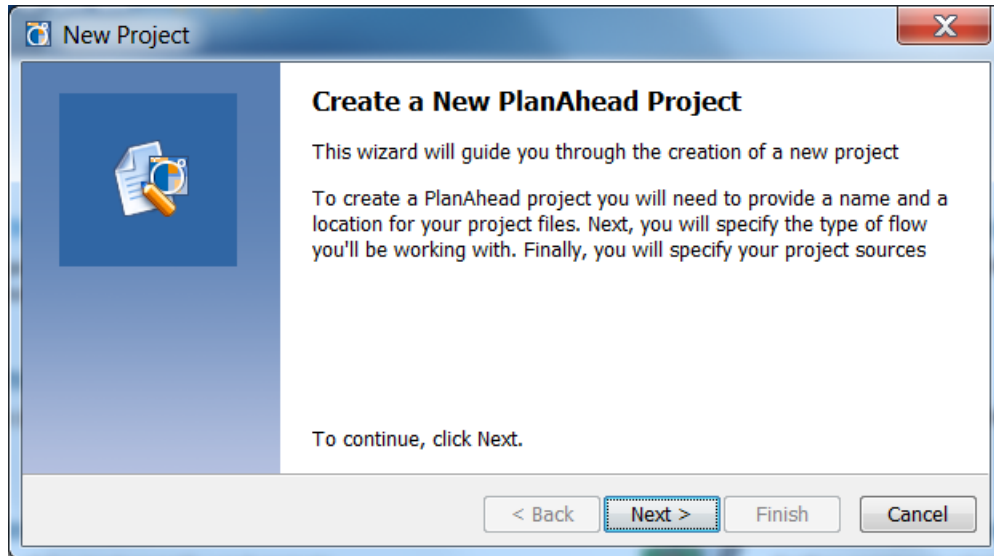 New Project
Create a New PlanAhead Project
This wizard will guide you through the creation of a new project
To create a PlanAhead project you will need to provide a name and a
location for your project files. Next, you will specify the type of flow
you'll be working with. Finally, you will specify your project sources
To continue, click Next.
< Back Next > Finish Cancel